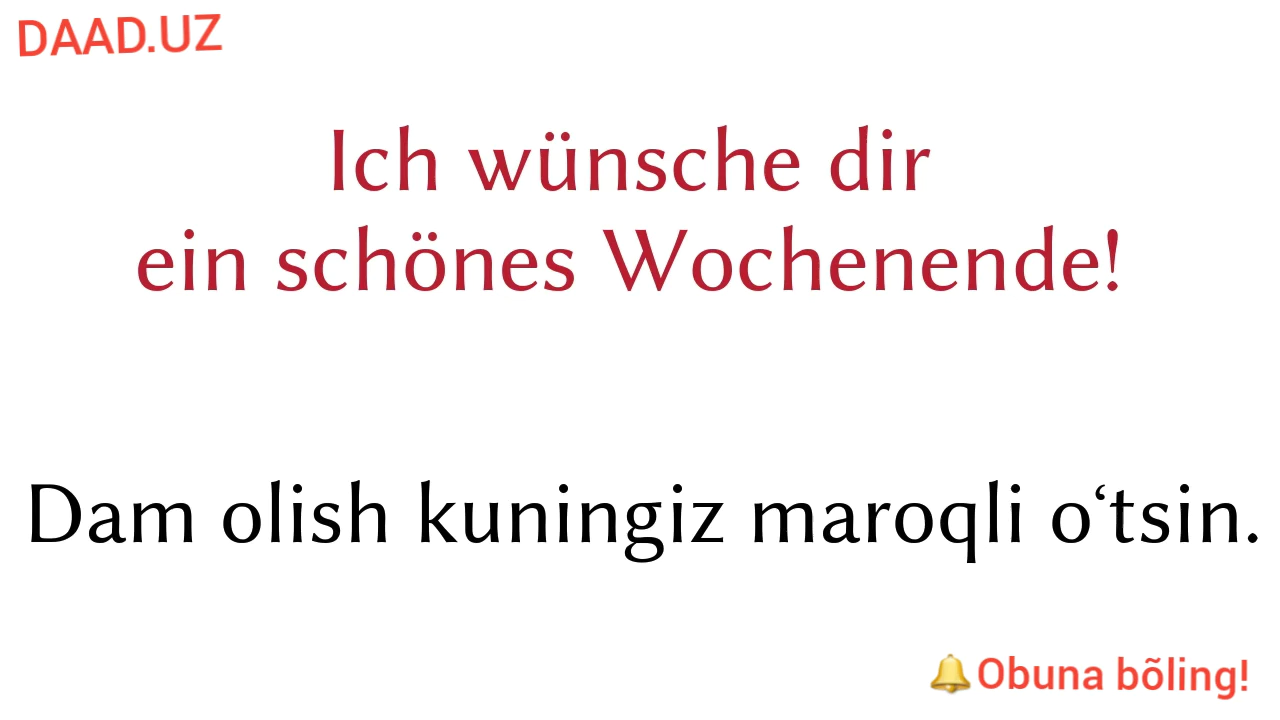 DAAD.UZ
Ich wünsche dir
ein schönes Wochenende!
Dam olish kuningiz maroqli o‘tsin.
🔔Obuna bõling!